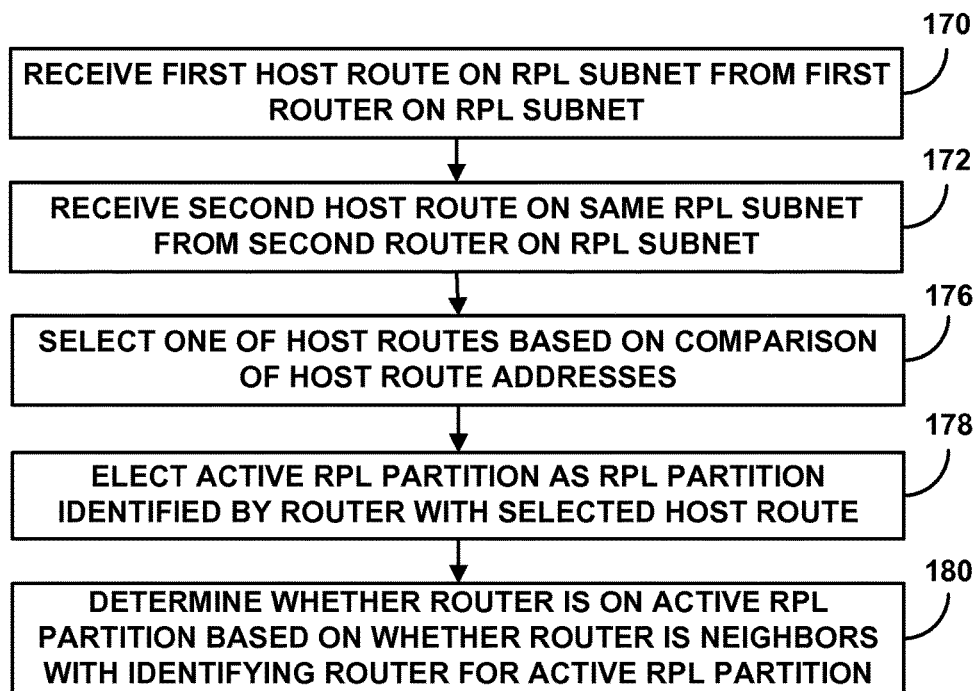 170
RECEIVE FIRST HOST ROUTE ON RPL SUBNET FROM FIRST
ROUTER ON RPL SUBNET
172
RECEIVE SECOND HOST ROUTE ON SAME RPL SUBNET
FROM SECOND ROUTER ON RPL SUBNET
176
SELECT ONE OF HOST ROUTES BASED ON COMPARISON
OF HOST ROUTE ADDRESSES
178
ELECT ACTIVE RPL PARTITION AS RPL PARTITION
IDENTIFIED BY ROUTER WITH SELECTED HOST ROUTE
180
DETERMINE WHETHER ROUTER IS ON ACTIVE RPL
PARTITION BASED ON WHETHER ROUTER IS NEIGHBORS
WITH IDENTIFYING ROUTER FOR ACTIVE RPL PARTITION